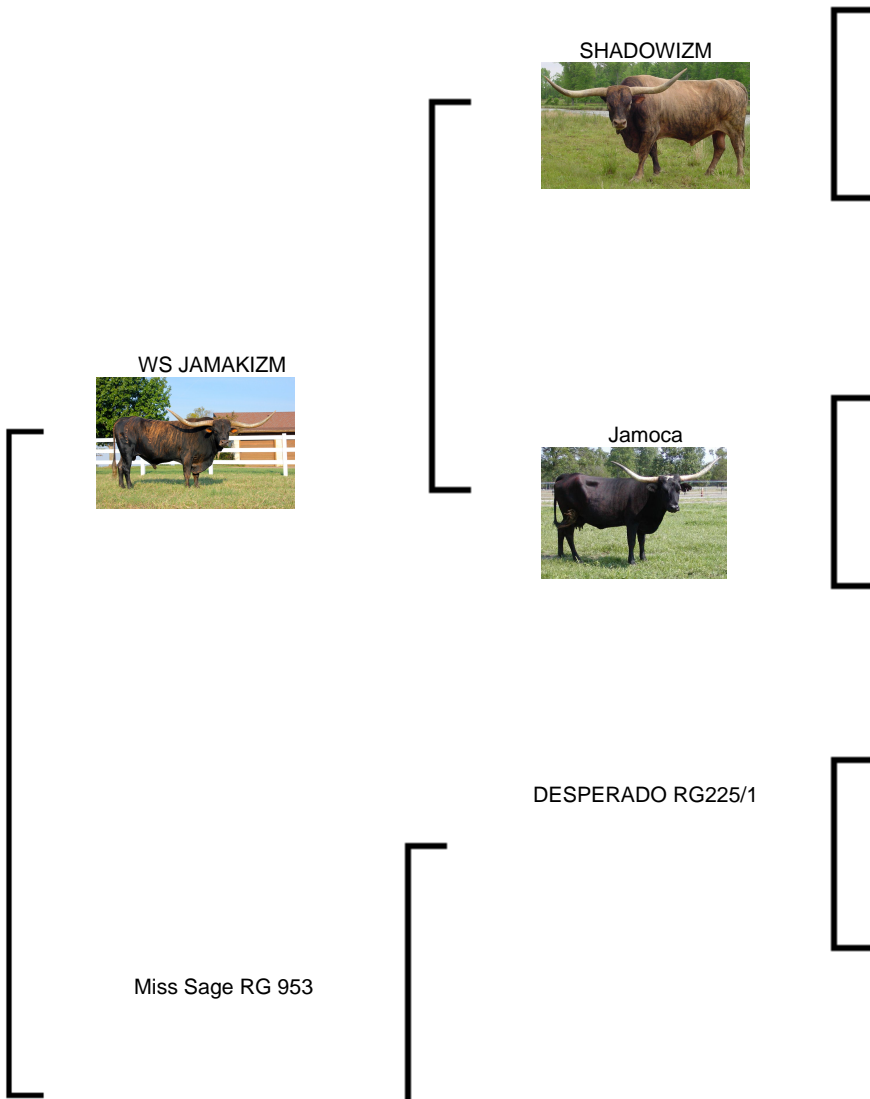 SHADOWIZM
WS JAMAKIZM
Jamoca
DESPERADO RG225/1
Miss Sage RG 953